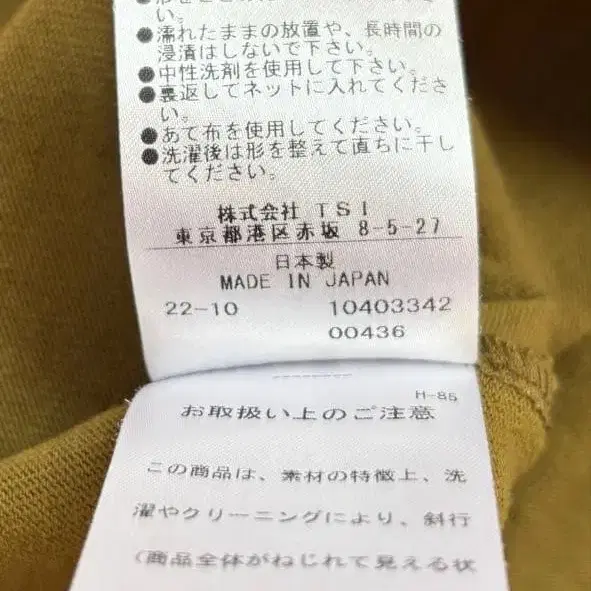 い。
●濡れたままの放置や、長時間の
浸漬はしないで下さい。
●中性洗剤を使用して下さい。
●裏返してネットに入れてくださ
い。
●あて布を使用してください。
●洗濯後は形を整えて直ちに干し
てください。
株式会社 TSI
東京都港区赤坂 8-5-27
日本製
MADE IN JAPAN
22-10 10403342
00436
H-85
お取扱い上のご注意
この商品は、素材の特徴上、洗
濯やクリーニングにより、斜行
(商品全体がねじれて見える状